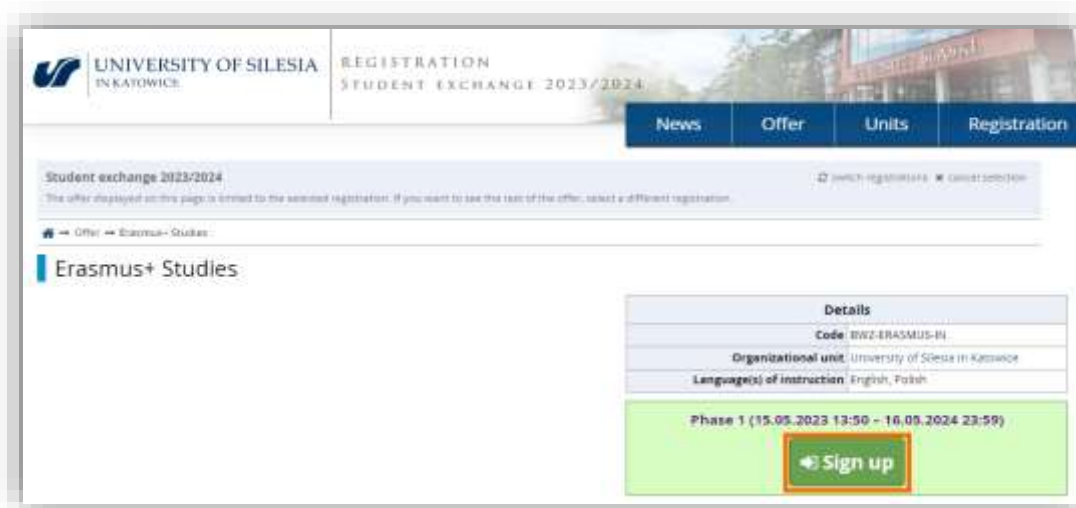 UNIVERSITY OF SILESIA
IN KATOWICE
REGISTRATION
STUDENT EXCHANGE 2023/2024
News Offer Units Registration
Student exchange 2023/2024
switch registrations cancel selection
The offer displayed on this page is limited to the selected registration. If you want to see the rest of the offer, select a different registration.
→ Offer → Erasmus+ Studies
Erasmus+ Studies
Details
Code BWZ-ERASMUS-IN
Organizational unit University of Silesia in Katowice
Language(s) of instruction English, Polish
Phase 1 (15.05.2023 13:50 – 16.05.2024 23:59)
Sign up